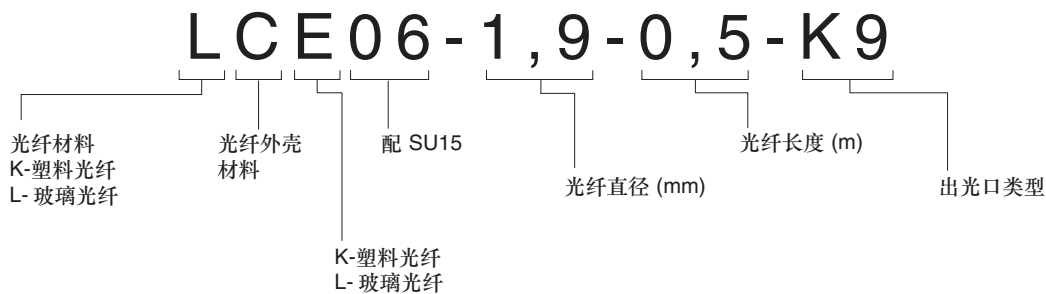 LCE06-1,9-0,5-K9
光纤材料
K-塑料光纤
L- 玻璃光纤
光纤外壳
材料
配 SU15
光纤直径 (mm)
光纤长度 (m)
出光口类型
K-塑料光纤
L- 玻璃光纤